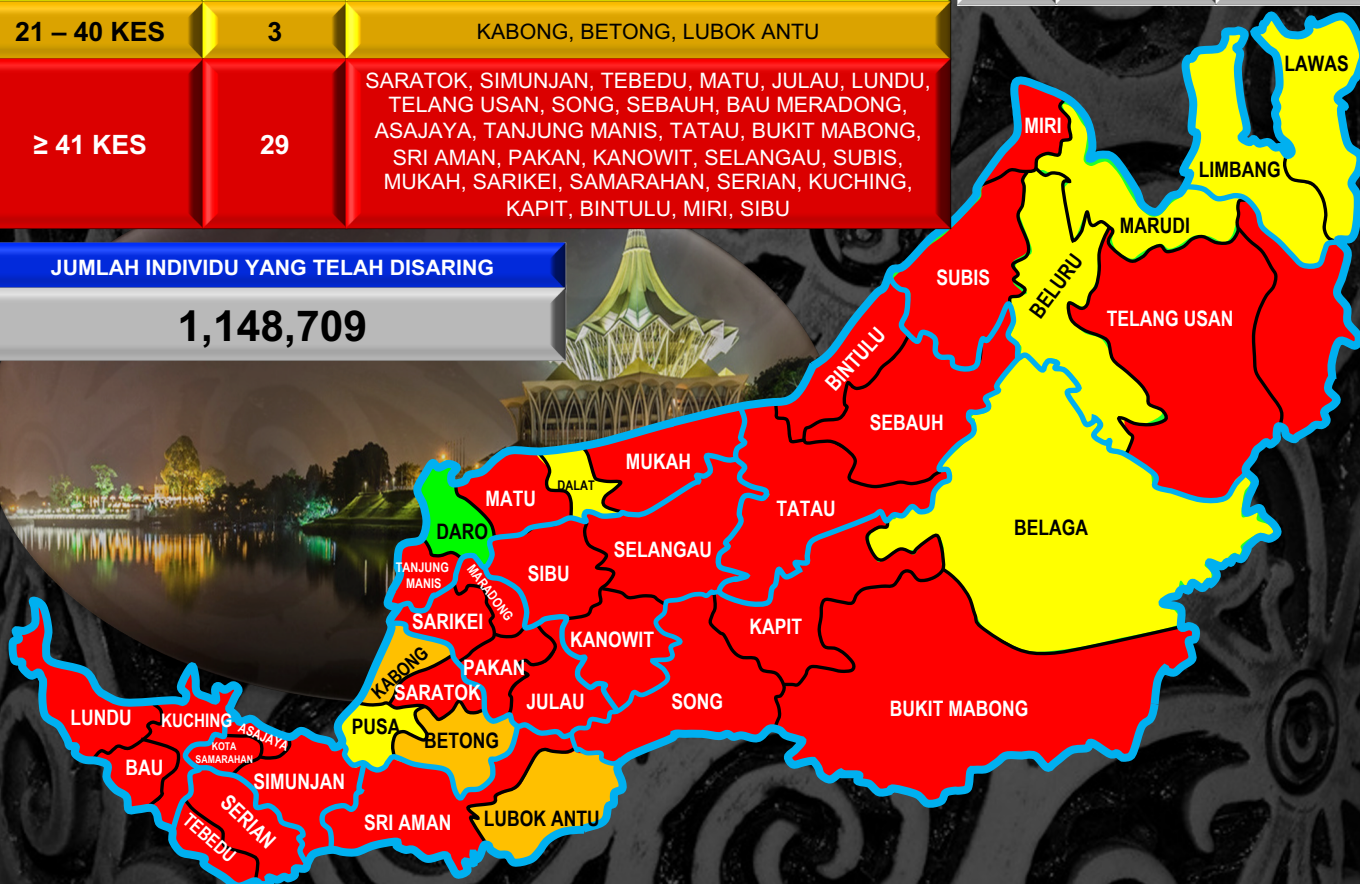 21 – 40 KES
3
KABONG, BETONG, LUBOK ANTU
≥ 41 KES
29
SARATOK, SIMUNJAN, TEBEDU, MATU, JULAU, LUNDU,
TELANG USAN, SONG, SEBAUH, BAU MERADONG,
ASAJAYA, TANJUNG MANIS, TATAU, BUKIT MABONG,
SRI AMAN, PAKAN, KANOWIT, SELANGAU, SUBIS,
MUKAH, SARIKEI, SAMARAHAN, SERIAN, KUCHING,
KAPIT, BINTULU, MIRI, SIBU
JUMLAH INDIVIDU YANG TELAH DISARING
1,148,709
LAWAS
MIRI
LIMBANG
MARUDI
SUBIS
BELURU
TELANG USAN
BINTULU
SEBAUH
MUKAH
DALAT
MATU
TATAU
DARO
BELAGA
SELANGAU
TANJUNG
MANIS
MARADONG
SIBU
SARIKEI
KAPIT
KANOWIT
KABONG
PAKAN
SARATOK
JULAU
SONG
BUKIT MABONG
LUNDU
KUCHING
ASAJAYA
PUSA
BETONG
KOTA
SAMARAHAN
BAU
SIMUNJAN
SERIAN
TEBEDU
SRI AMAN
LUBOK ANTU